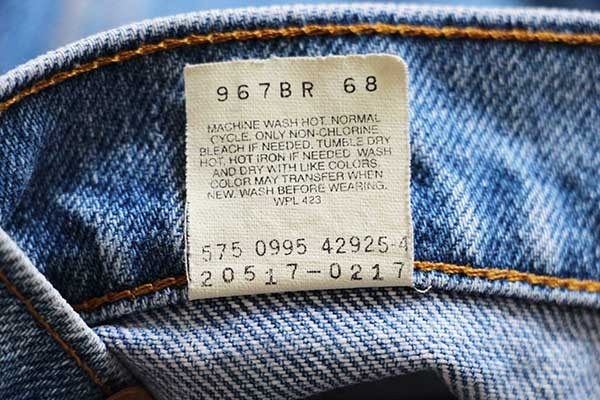 967BR 68
MACHINE WASH HOT. NORMAL
CYCLE. ONLY NON-CHLORINE
BLEACH IF NEEDED. TUMBLE DRY
HOT. HOT IRON IF NEEDED WASH
AND DRY WITH LIKE COLORS.
COLOR MAY TRANSFER WHEN
NEW. WASH BEFORE WEARING.
WPL 423
575 0995 42925-4
20517-0217